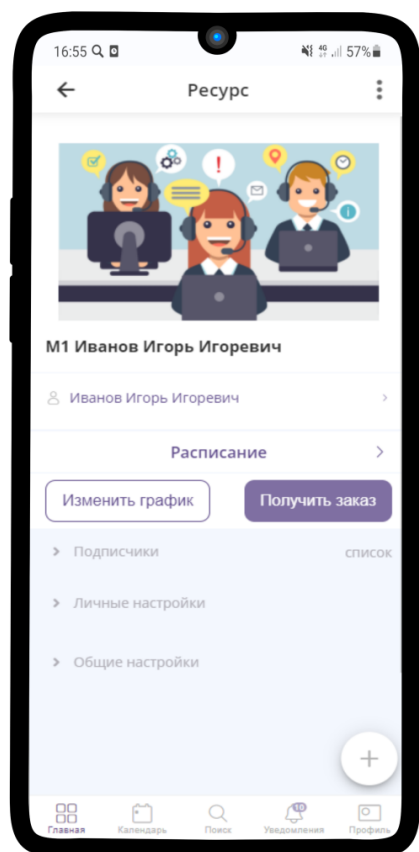 16:55
4G 57%
Ресурс
М1 Иванов Игорь Игоревич
Иванов Игорь Игоревич
Расписание
Изменить график Получить заказ
Подписчики список
Личные настройки
Общие настройки
+
10
Главная Календарь Поиск Уведомления Профиль